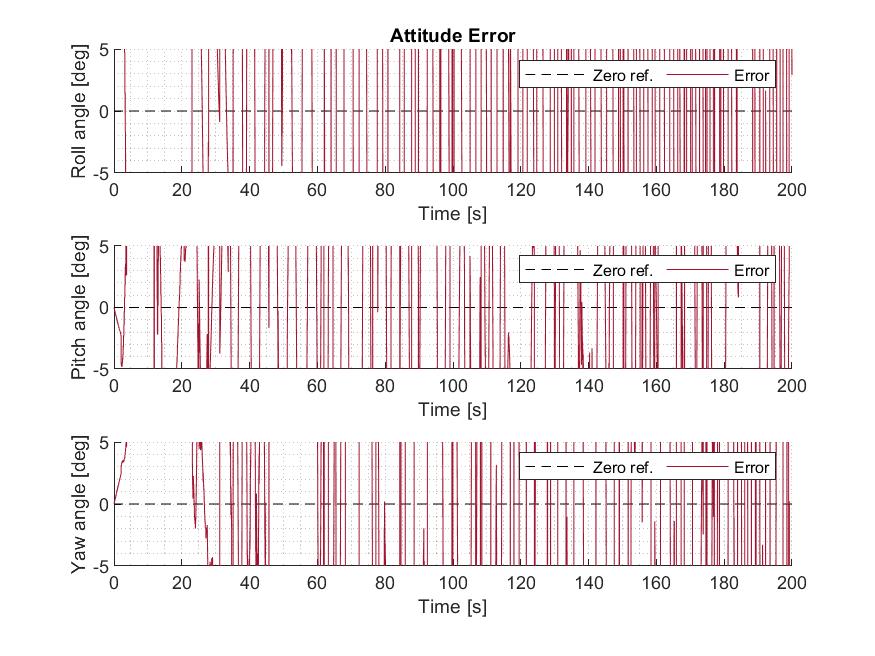 Attitude Error
Roll angle [deg]
5
0
-5
Zero ref. Error
0 20 40 60 80 100 120 140 160 180 200
Time [s]
Pitch angle [deg]
5
0
-5
Zero ref. Error
0 20 40 60 80 100 120 140 160 180 200
Time [s]
Yaw angle [deg]
5
0
-5
Zero ref. Error
0 20 40 60 80 100 120 140 160 180 200
Time [s]